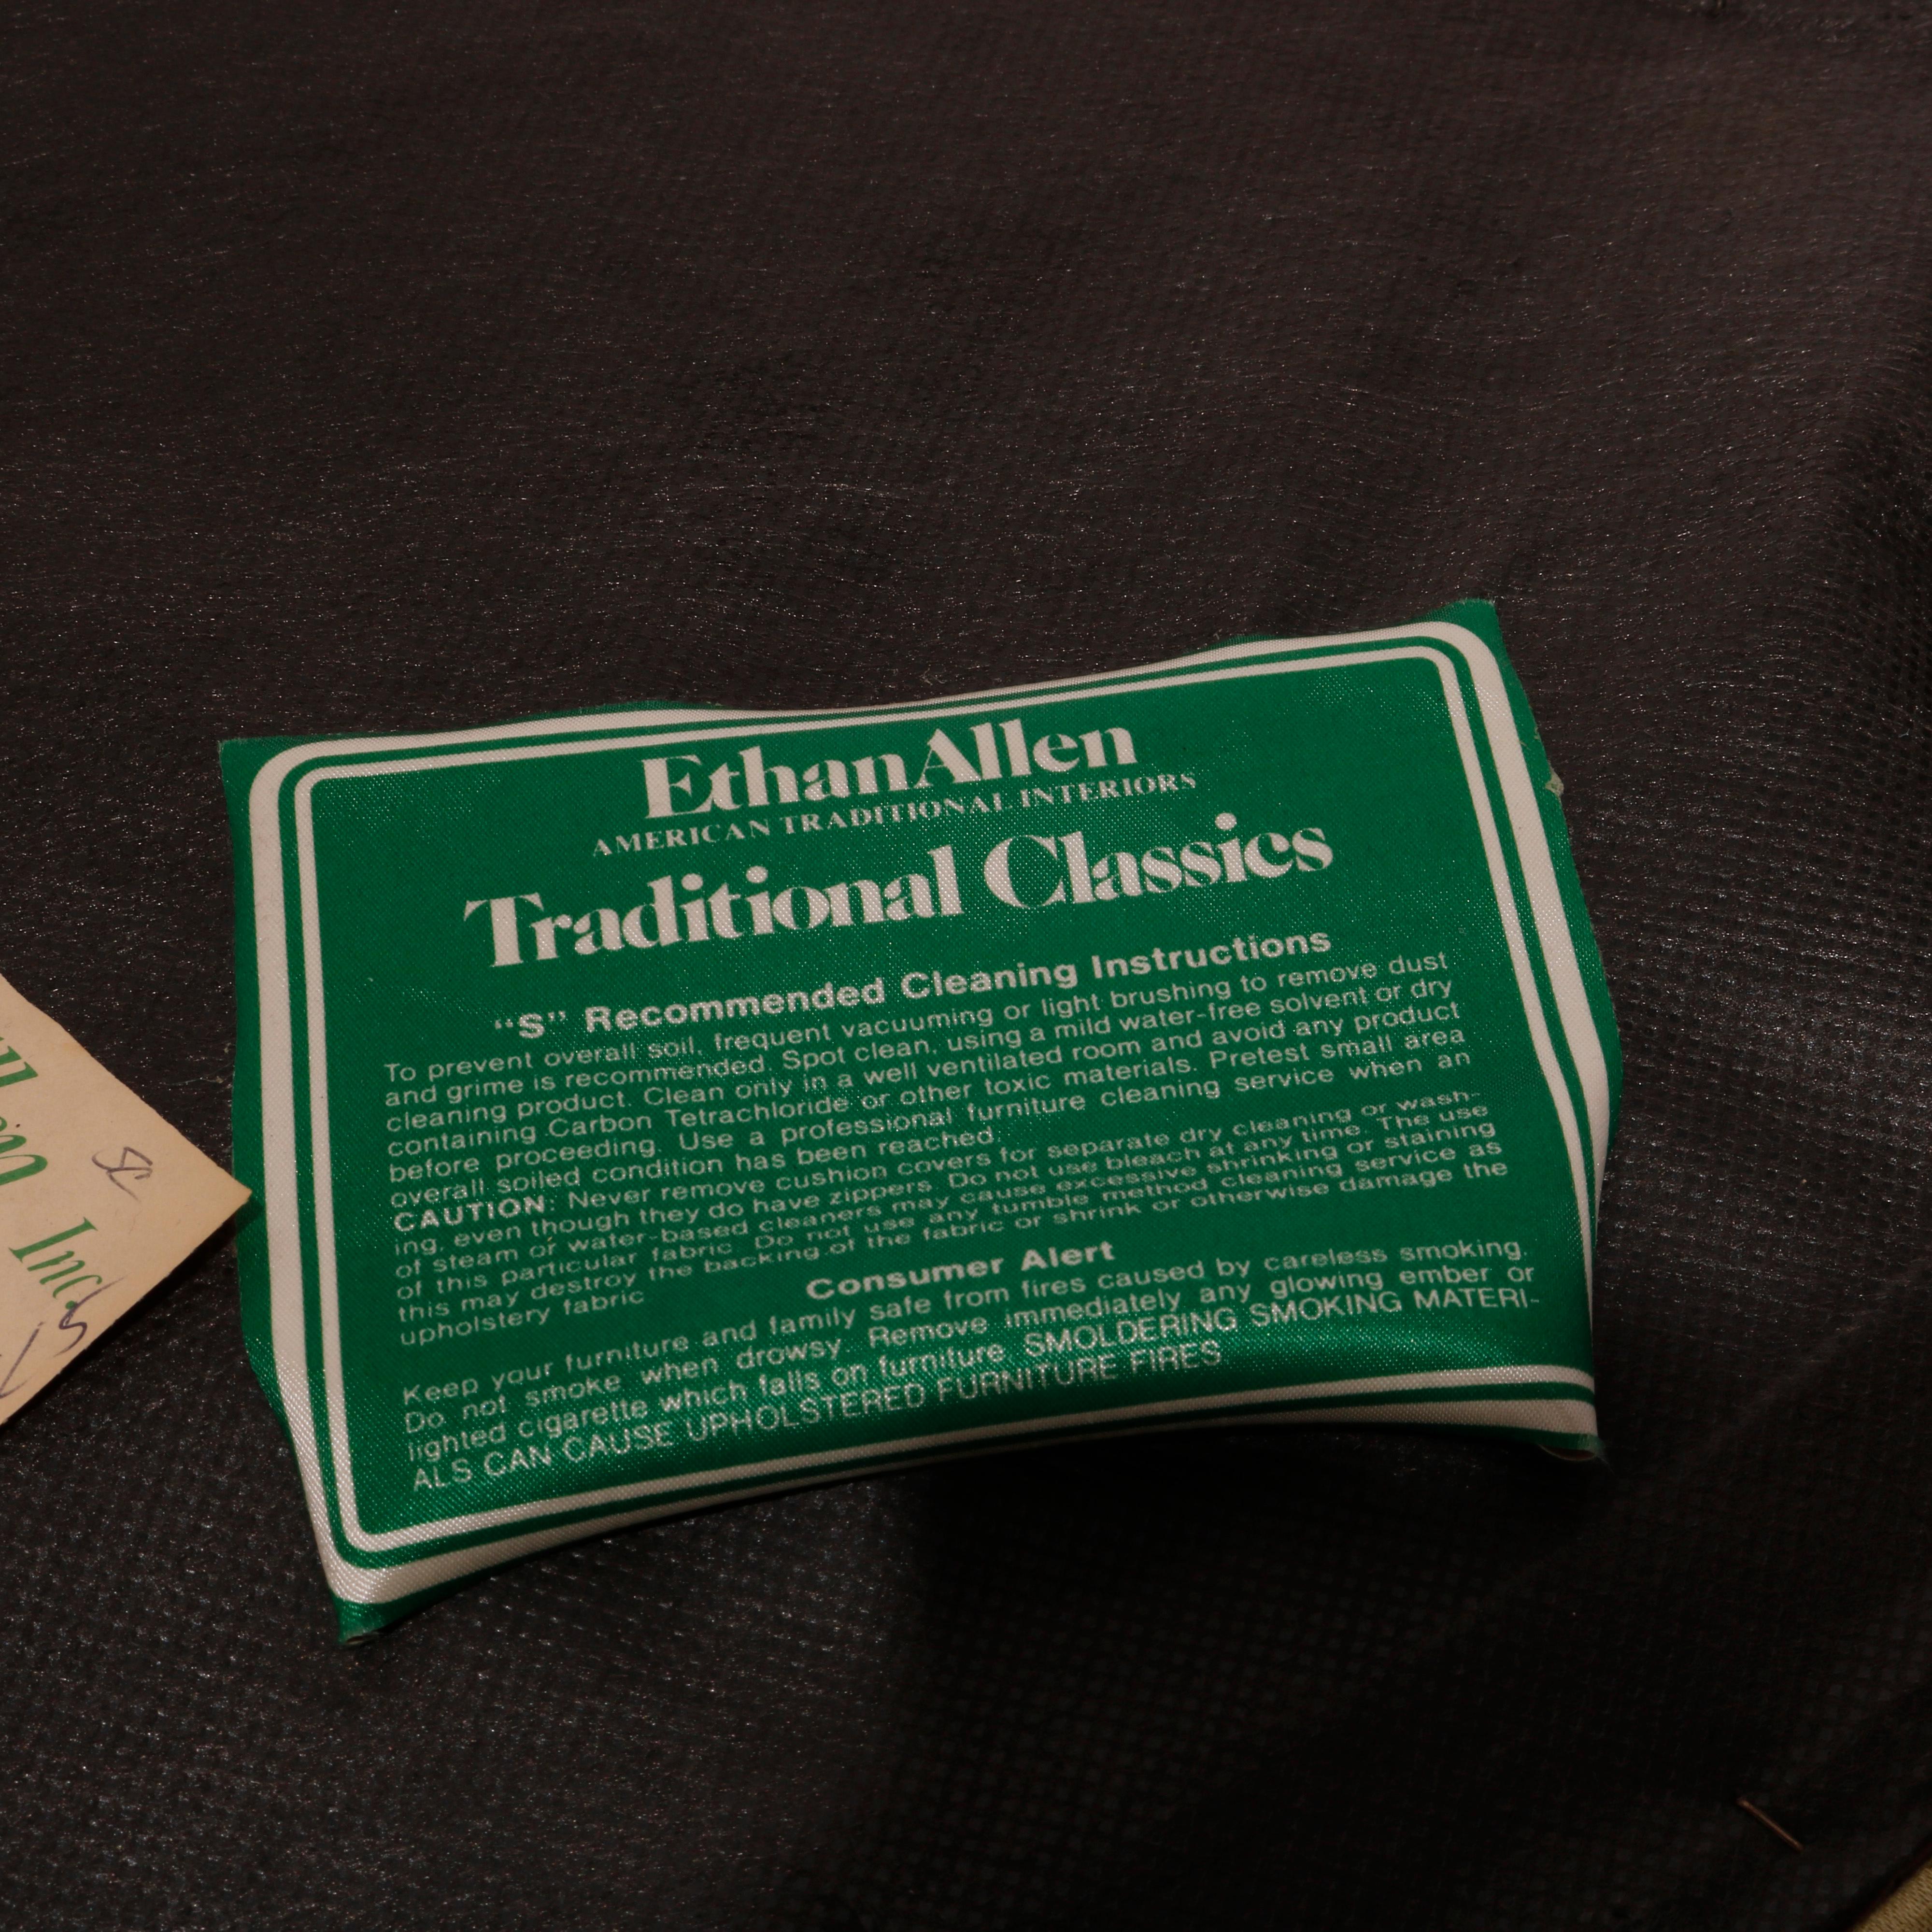 EthanAllen
AMERICAN TRADITIONAL INTERIORS
Traditional Classics
"S" Recommended Cleaning Instructions
To prevent overall soil, frequent vacuuming or light brushing to remove dust
and grime is recommended. Spot clean, using a mild water-free solvent or dry
cleaning product. Clean only in a well ventilated room and avoid any product
containing Carbon Tetrachloride or other toxic materials. Pretest small area
before proceeding. Use a professional furniture cleaning service when an
overall soiled condition has been reached.
CAUTION: Never remove cushion covers for separate dry cleaning or wash-
ing, even though they do have zippers. Do not use bleach at any time. The use
of steam or water-based cleaners may cause excessive shrinking or staining
of this particular fabric. Do not use any tumble method cleaning service as
this may destroy the backing of the fabric or shrink or otherwise damage the
upholstery fabric
Consumer Alert
Keep your furniture and family safe from fires caused by careless smoking.
Do not smoke when drowsy. Remove immediately any glowing ember or
lighted cigarette which falls on furniture. SMOLDERING SMOKING MATERI-
ALS CAN CAUSE UPHOLSTERED FURNITURE FIRES
Inc.